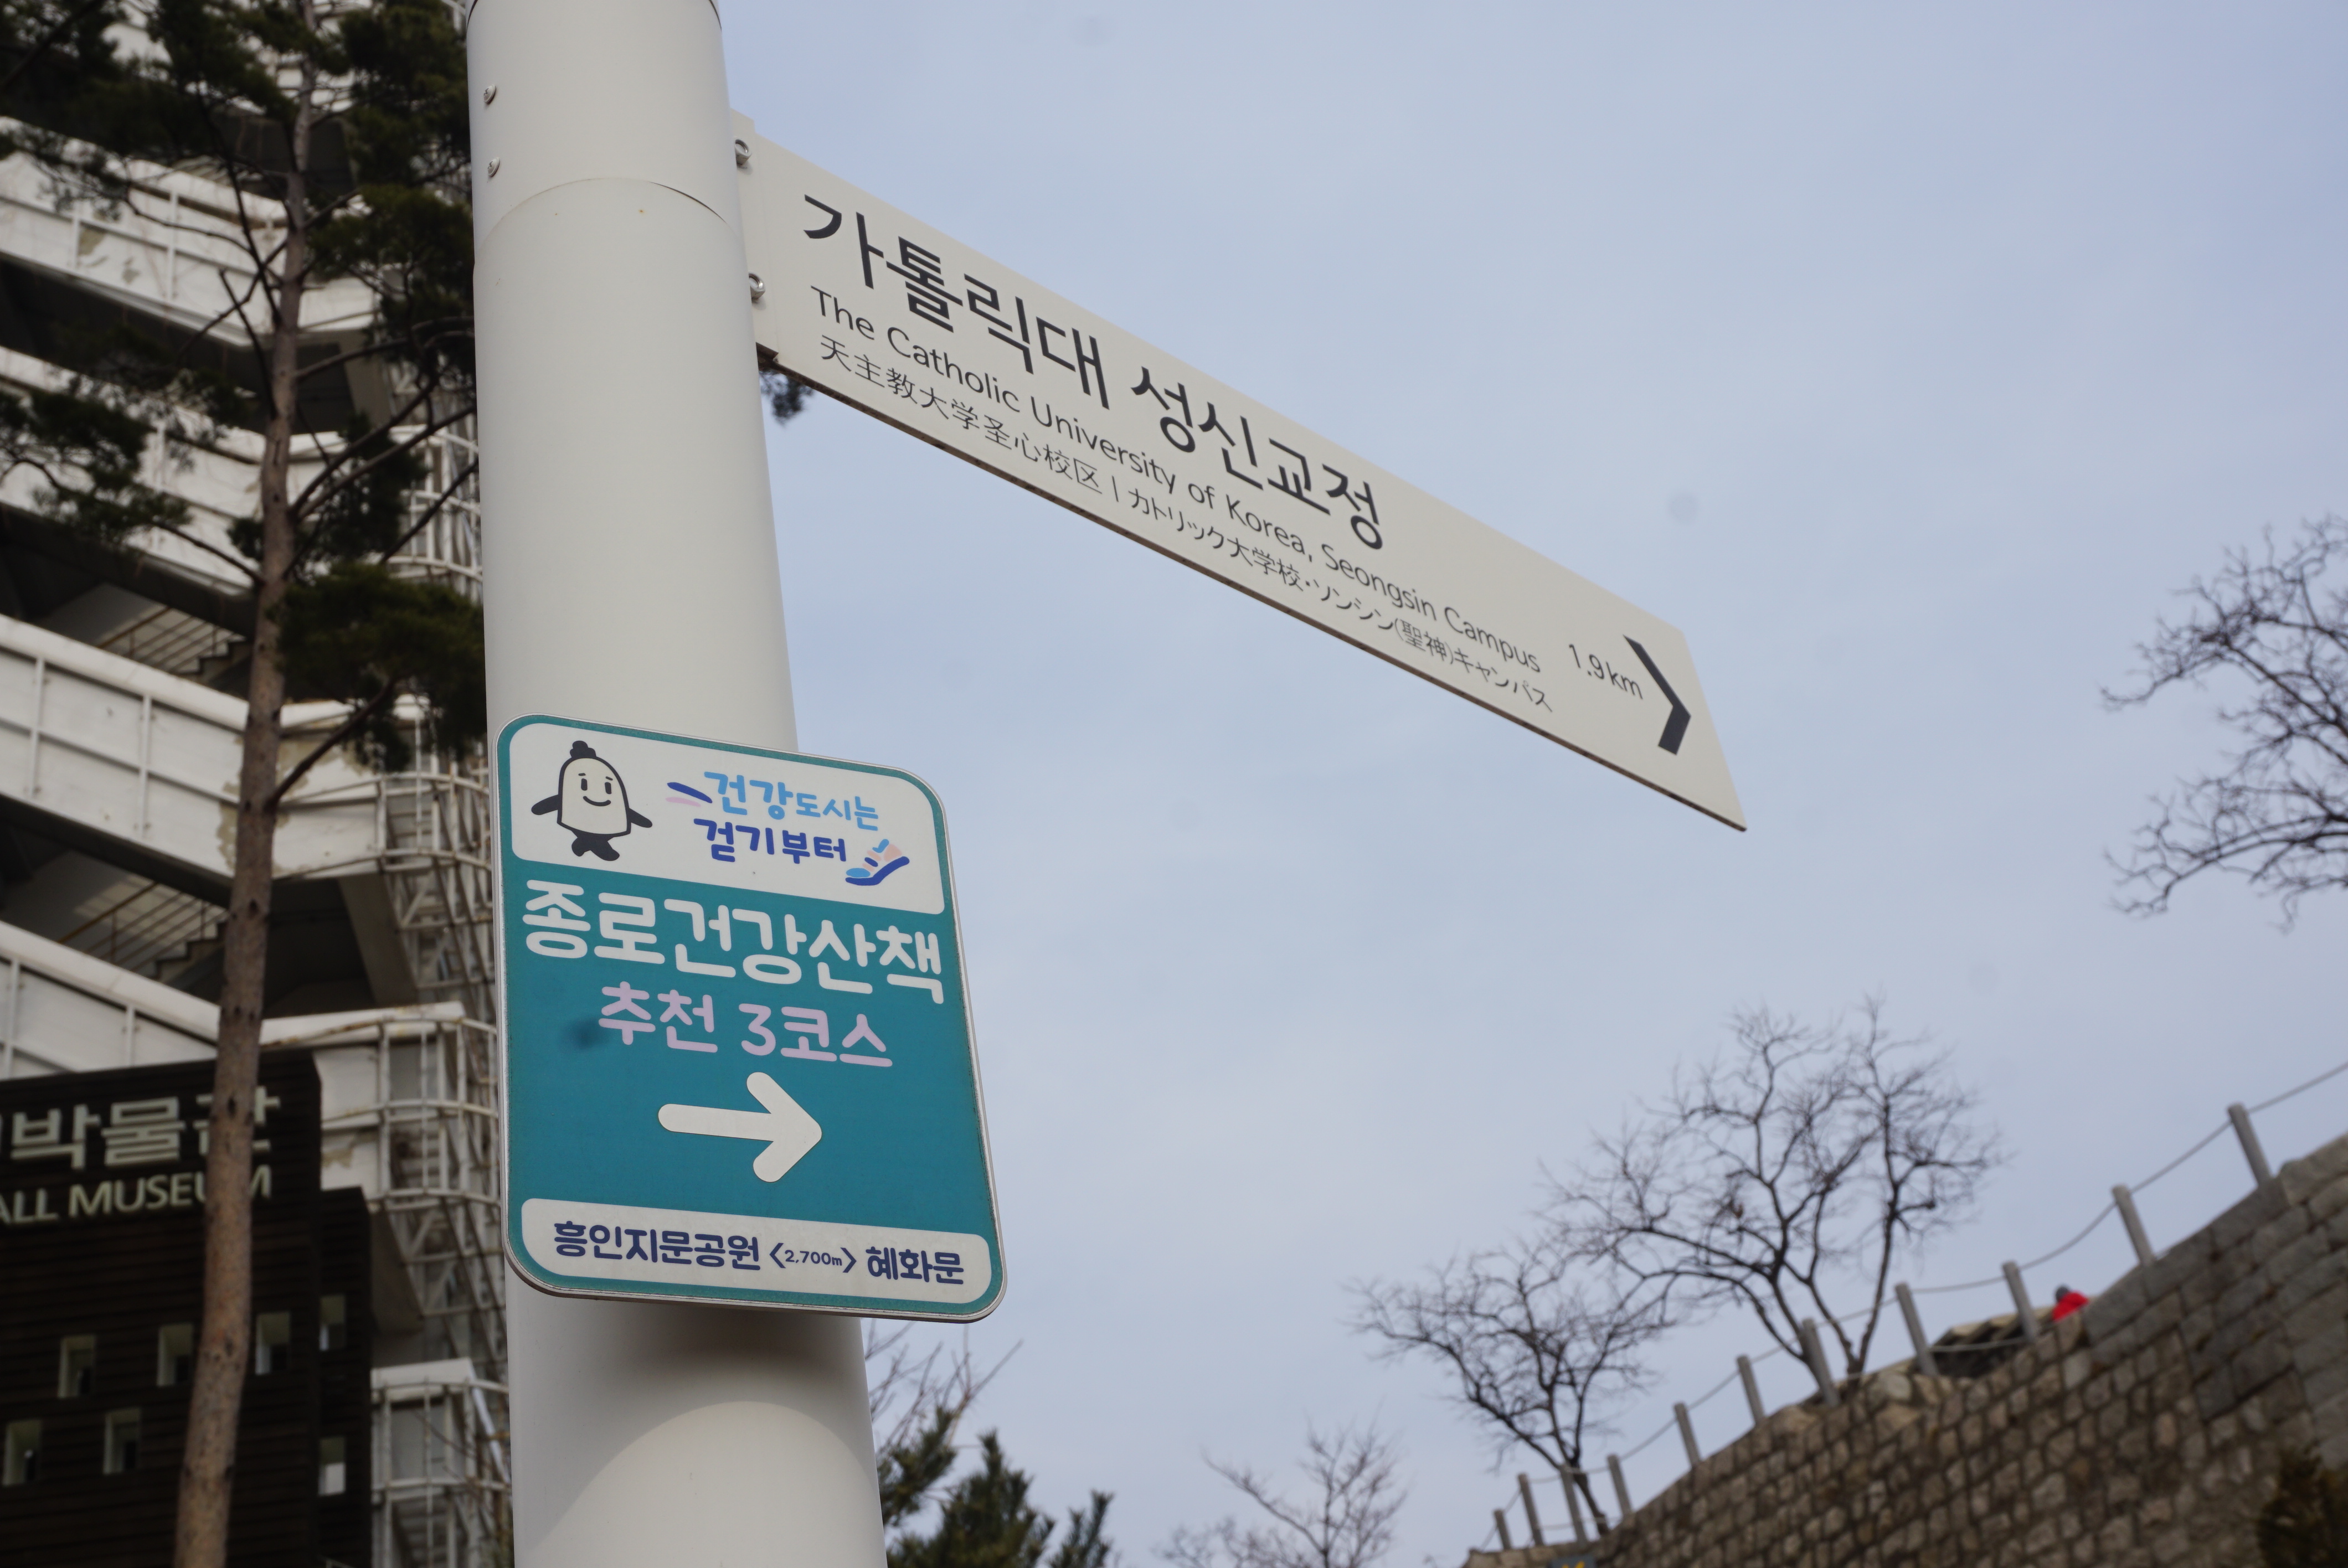 가톨릭대 성신교정
The Catholic University of Korea, Seongsin Campus 1.9km
天主教大学圣心校区 | カトリック大学校・ソンシン(聖神)キャンパス
건강도시는
걷기부터
종로건강산책
추천 3코스
흥인지문공원 <2,700m> 혜화문
박물관
ALL MUSEUM